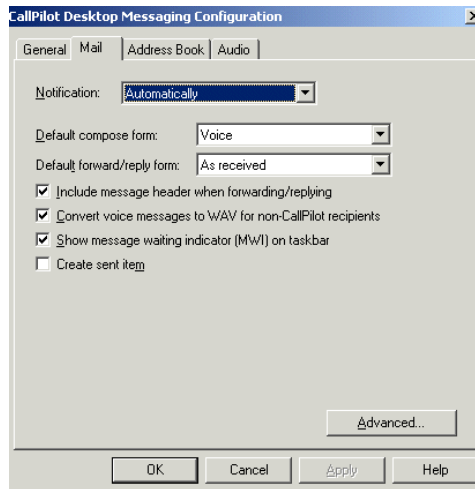 CallPilot Desktop Messaging Configuration
General Mail Address Book Audio
Notification: Automatically
Default compose form: Voice
Default forward/reply form: As received
Include message header when forwarding/replying
Convert voice messages to WAV for non-CallPilot recipients
Show message waiting indicator (MWI) on taskbar
Create sent item
Advanced...
OK Cancel Apply Help